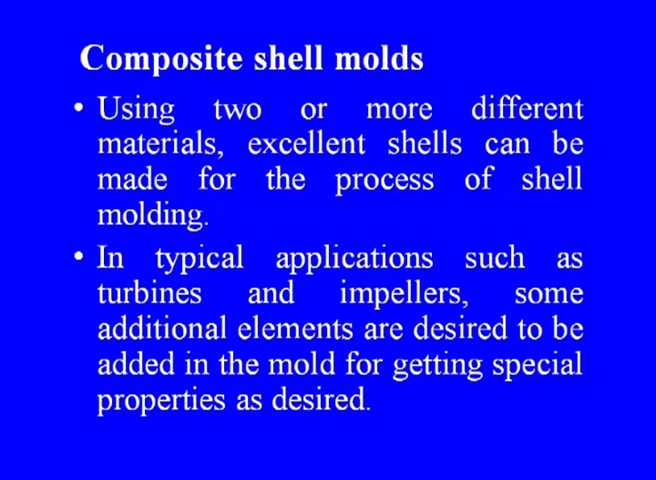 Composite shell molds
• Using two or more different
materials, excellent shells can be
made for the process of shell
molding.
• In typical applications such as
turbines and impellers, some
additional elements are desired to be
added in the mold for getting special
properties as desired.